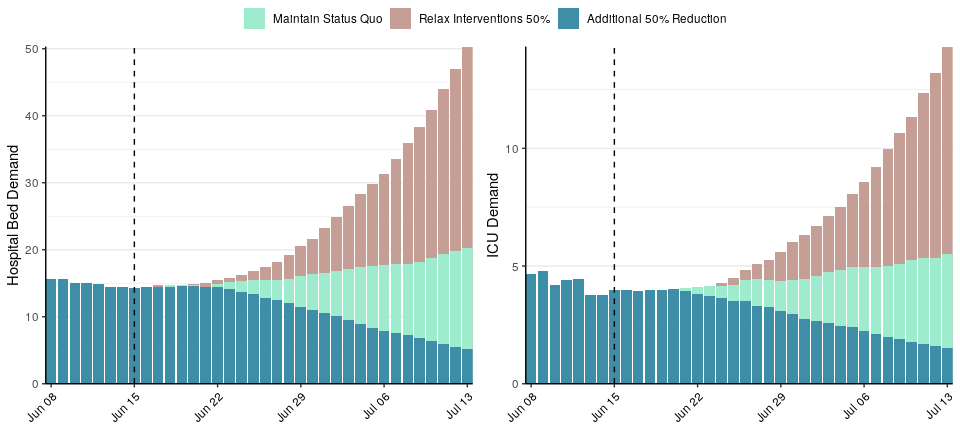 Maintain Status Quo Relax Interventions 50% Additional 50% Reduction
Hospital Bed Demand
50
40
30
20
10
0
Jun 08 Jun 15 Jun 22 Jun 29 Jul 06 Jul 13
ICU Demand
10
5
0
Jun 08 Jun 15 Jun 22 Jun 29 Jul 06 Jul 13